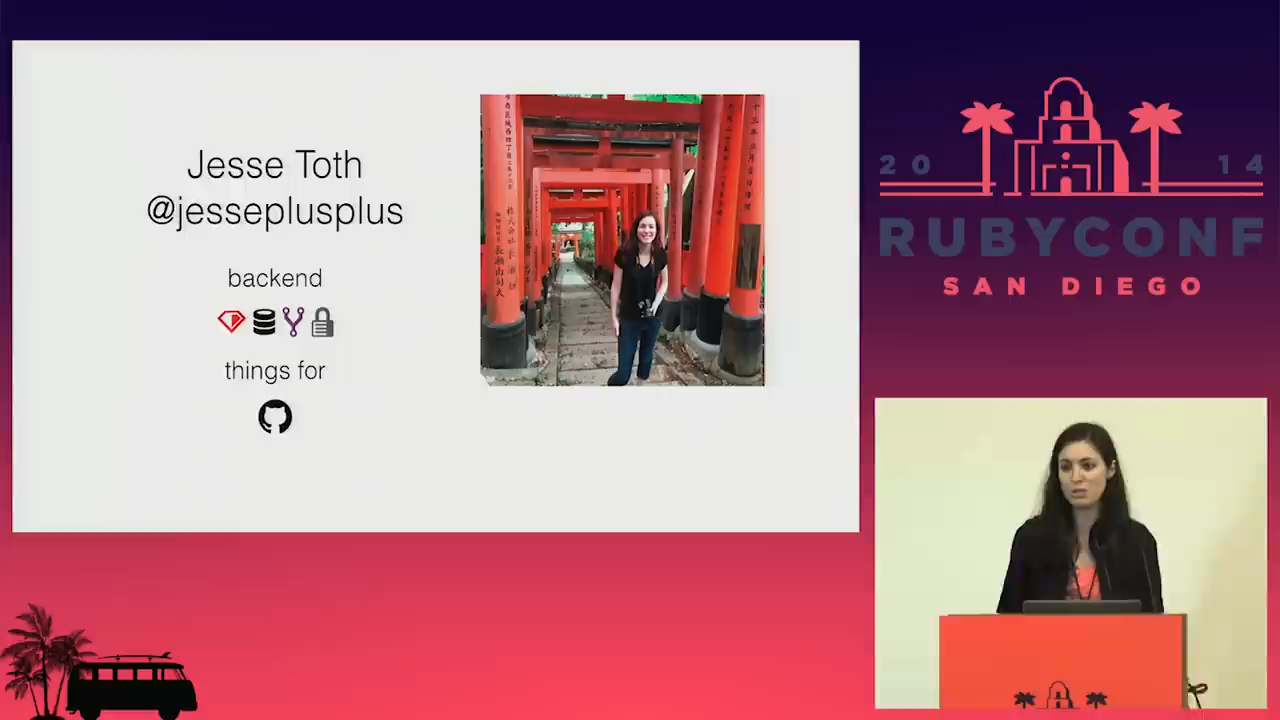 Jesse Toth
@jesseplusplus
backend
things for
20 14
RUBYCONF
SAN DIEGO